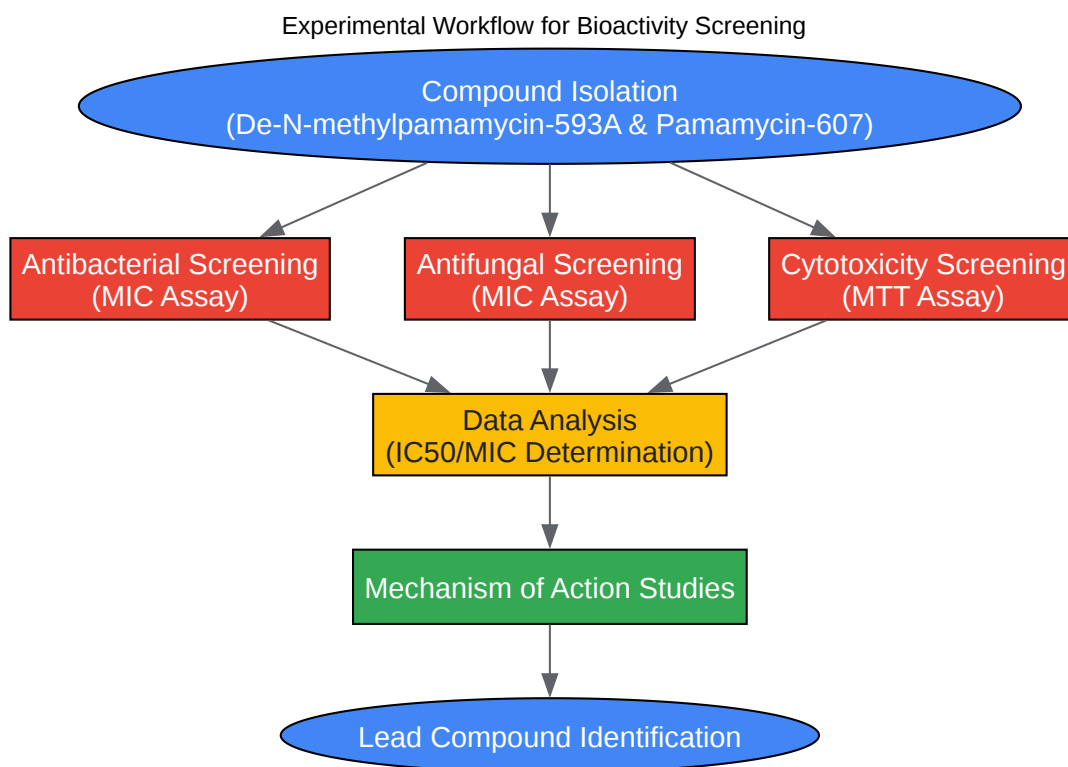 Experimental Workflow for Bioactivity Screening
Compound Isolation
(De-N-methylpamamycin-593A & Pamamycin-607)
Antibacterial Screening
(MIC Assay)
Antifungal Screening
(MIC Assay)
Cytotoxicity Screening
(MTT Assay)
Data Analysis
(IC50/MIC Determination)
Mechanism of Action Studies
Lead Compound Identification